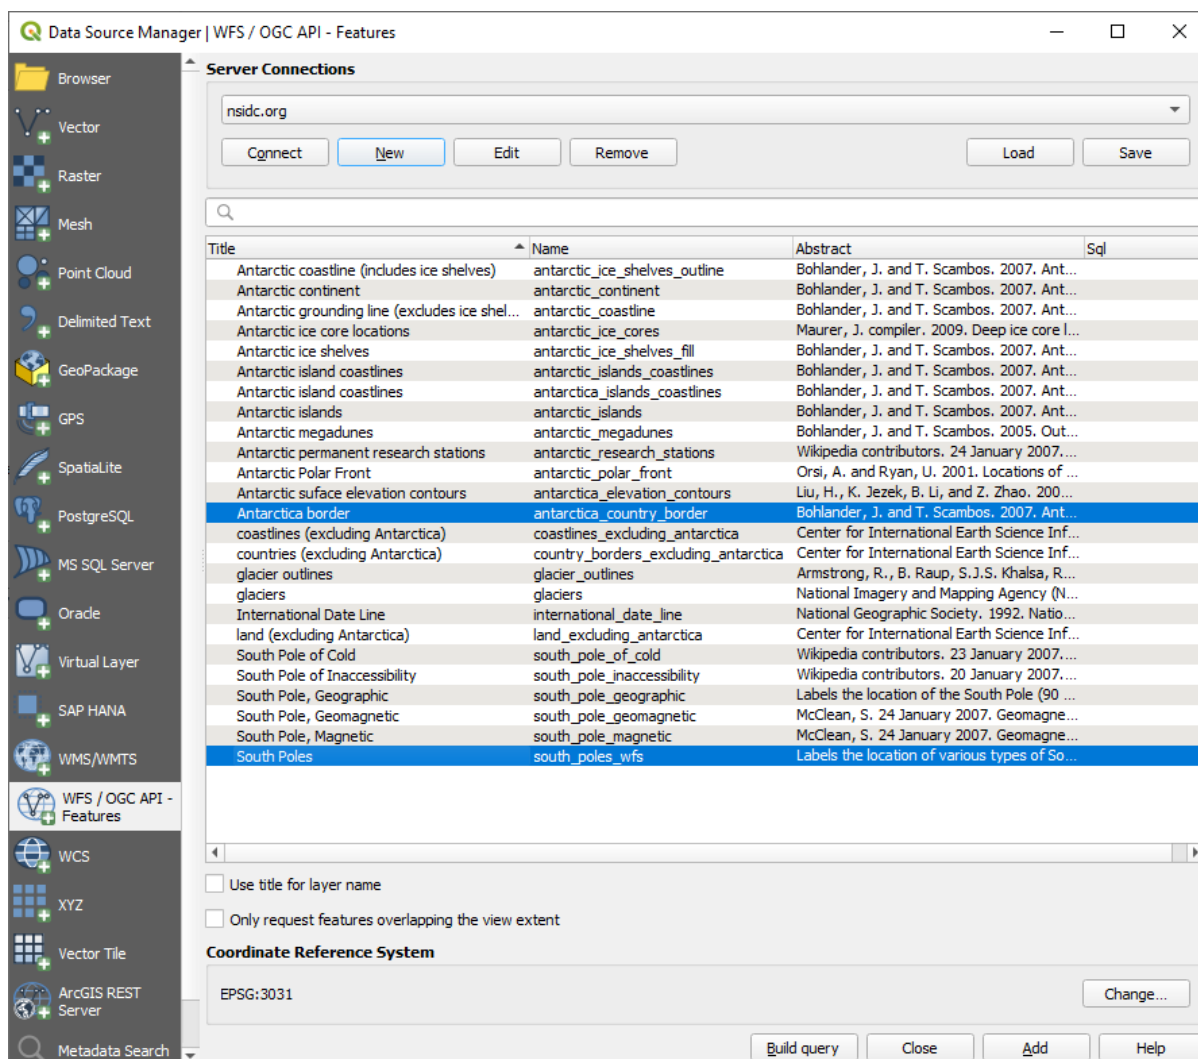 Data Source Manager | WFS / OGC API - Features
Browser
Vector
Raster
Mesh
Point Cloud
Delimited Text
GeoPackage
GPS
SpatiaLite
PostgreSQL
MS SQL Server
Oracle
Virtual Layer
SAP HANA
WMS/WMTS
WFS / OGC API -
Features
WCS
XYZ
Vector Tile
ArcGIS REST
Server
Metadata Search
Server Connections
nsidc.org
Connect New Edit Remove Load Save
Title Name Abstract Sql
Antarctic coastline (includes ice shelves) antarctic_ice_shelves_outline Bohlander, J. and T. Scambos. 2007. Ant...
Antarctic continent antarctic_continent Bohlander, J. and T. Scambos. 2007. Ant...
Antarctic grounding line (excludes ice shel... antarctic_coastline Bohlander, J. and T. Scambos. 2007. Ant...
Antarctic ice core locations antarctic_ice_cores Maurer, J. compiler. 2009. Deep ice core l...
Antarctic ice shelves antarctic_ice_shelves_fill Bohlander, J. and T. Scambos. 2007. Ant...
Antarctic island coastlines antarctic_islands_coastlines Bohlander, J. and T. Scambos. 2007. Ant...
Antarctic island coastlines antarctica_islands_coastlines Bohlander, J. and T. Scambos. 2007. Ant...
Antarctic islands antarctic_islands Bohlander, J. and T. Scambos. 2007. Ant...
Antarctic megadunes antarctic_megadunes Bohlander, J. and T. Scambos. 2005. Out...
Antarctic permanent research stations antarctic_research_stations Wikipedia contributors. 24 January 2007....
Antarctic Polar Front antarctic_polar_front Orsi, A. and Ryan, U. 2001. Locations of ...
Antarctic suface elevation contours antarctica_elevation_contours Liu, H., K. Jezek, B. Li, and Z. Zhao. 200...
Antarctica border antarctica_country_border Bohlander, J. and T. Scambos. 2007. Ant...
coastlines (excluding Antarctica) coastlines_excluding_antarctica Center for International Earth Science Inf...
countries (excluding Antarctica) country_borders_excluding_antarctica Center for International Earth Science Inf...
glacier outlines glacier_outlines Armstrong, R., B. Raup, S.J.S. Khalsa, R...
glaciers glaciers National Imagery and Mapping Agency (N...
International Date Line international_date_line National Geographic Society. 1992. Natio...
land (excluding Antarctica) land_excluding_antarctica Center for International Earth Science Inf...
South Pole of Cold south_pole_of_cold Wikipedia contributors. 23 January 2007....
South Pole of Inaccessibility south_pole_inaccessibility Wikipedia contributors. 20 January 2007....
South Pole, Geographic south_pole_geographic Labels the location of the South Pole (90 ...
South Pole, Geomagnetic south_pole_geomagnetic McClean, S. 24 January 2007. Geomagne...
South Pole, Magnetic south_pole_magnetic McClean, S. 24 January 2007. Geomagne...
South Poles south_poles_wfs Labels the location of various types of So...
Use title for layer name
Only request features overlapping the view extent
Coordinate Reference System
EPSG:3031 Change...
Build query Close Add Help